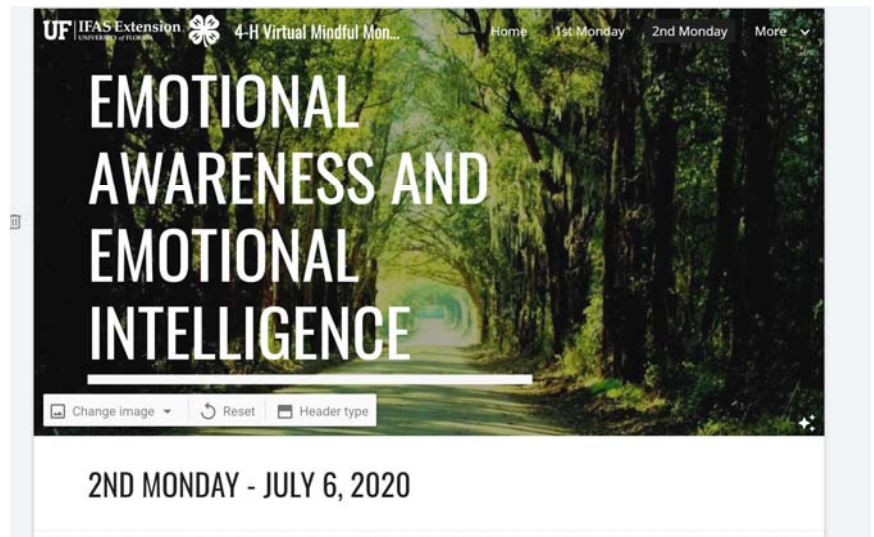 UF IFAS Extension 4-H Virtual Mindful Mon... Home 1st Monday 2nd Monday More
UNIVERSITY of FLORIDA
EMOTIONAL
AWARENESS AND
EMOTIONAL
INTELLIGENCE
Change image Reset Header type
2ND MONDAY - JULY 6, 2020